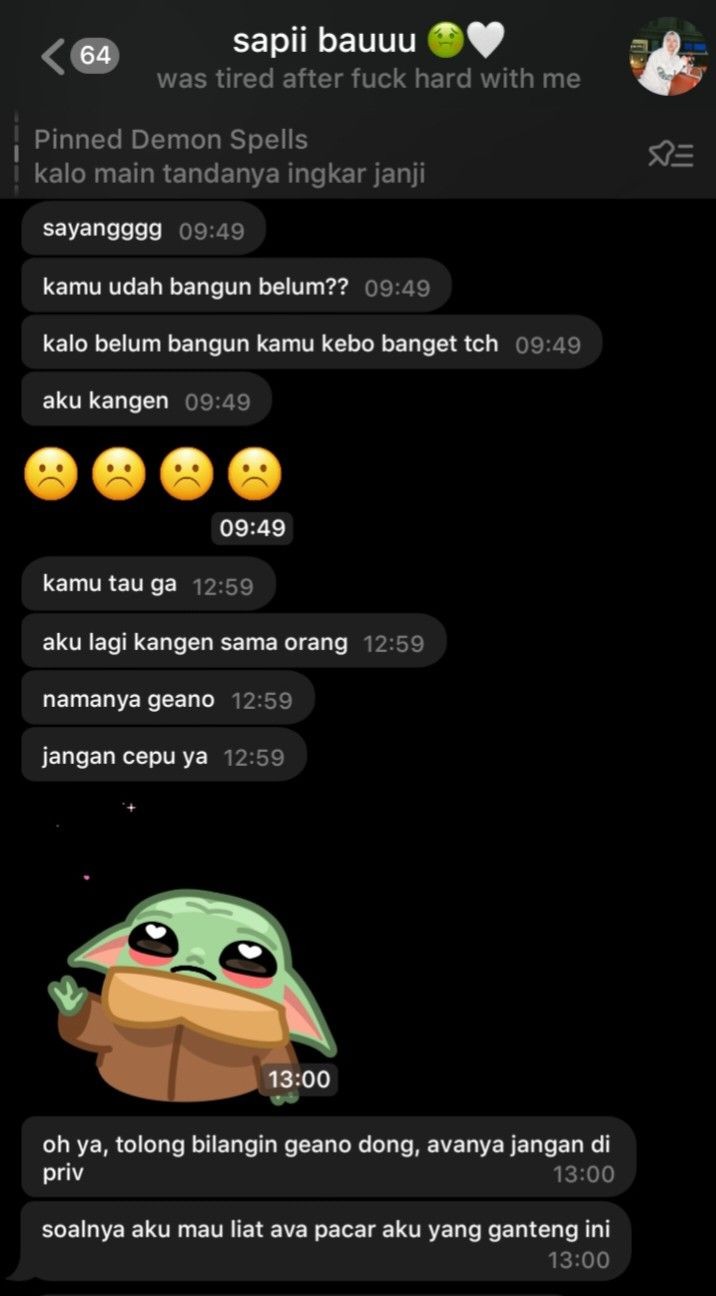 64
sapii bauuu 🤢🤍
was tired after fuck hard with me
Pinned Demon Spells
kalo main tandanya ingkar janji
sayangggg 09:49
kamu udah bangun belum?? 09:49
kalo belum bangun kamu kebo banget tch 09:49
aku kangen 09:49
☹️☹️☹️☹️
09:49
kamu tau ga 12:59
aku lagi kangen sama orang 12:59
namanya geano 12:59
jangan cepu ya 12:59
13:00
oh ya, tolong bilangin geano dong, avanya jangan di
priv 13:00
soalnya aku mau liat ava pacar aku yang ganteng ini
13:00